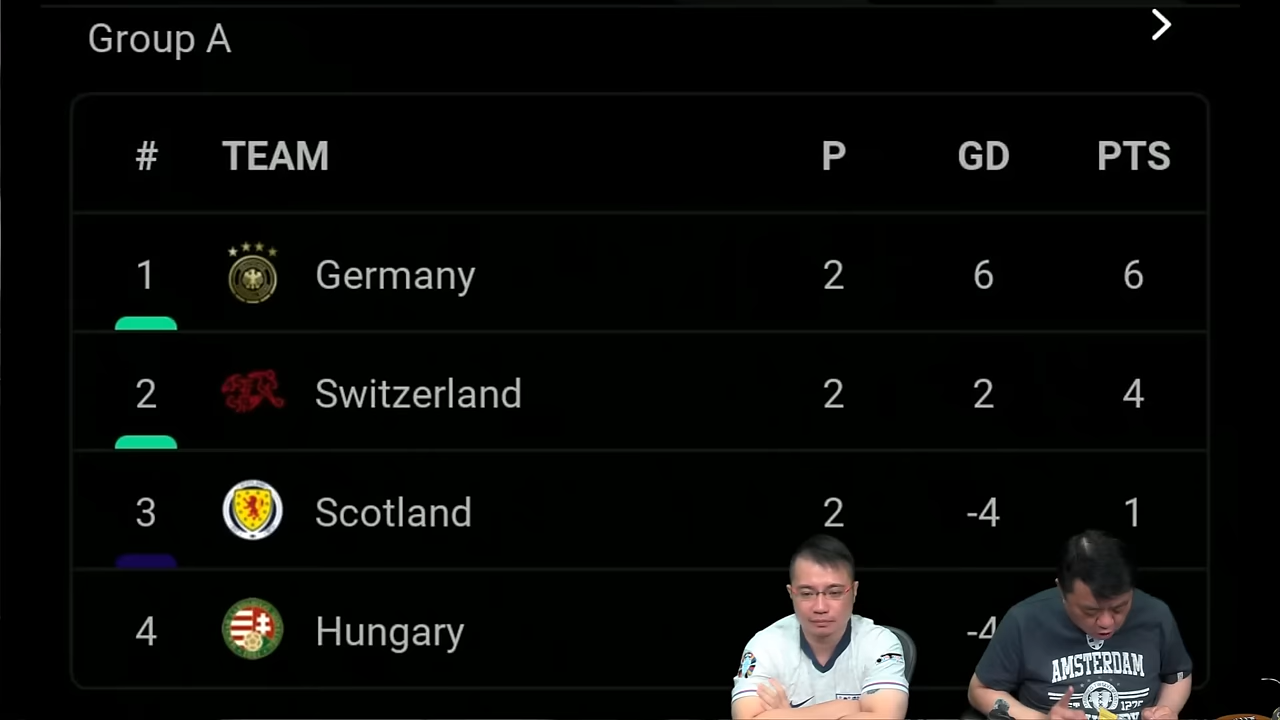 Group A
# TEAM P GD PTS
1 Germany 2 6 6
2 Switzerland 2 2 4
3 Scotland 2 -4 1
4 Hungary -4
AMSTERDAM
1275